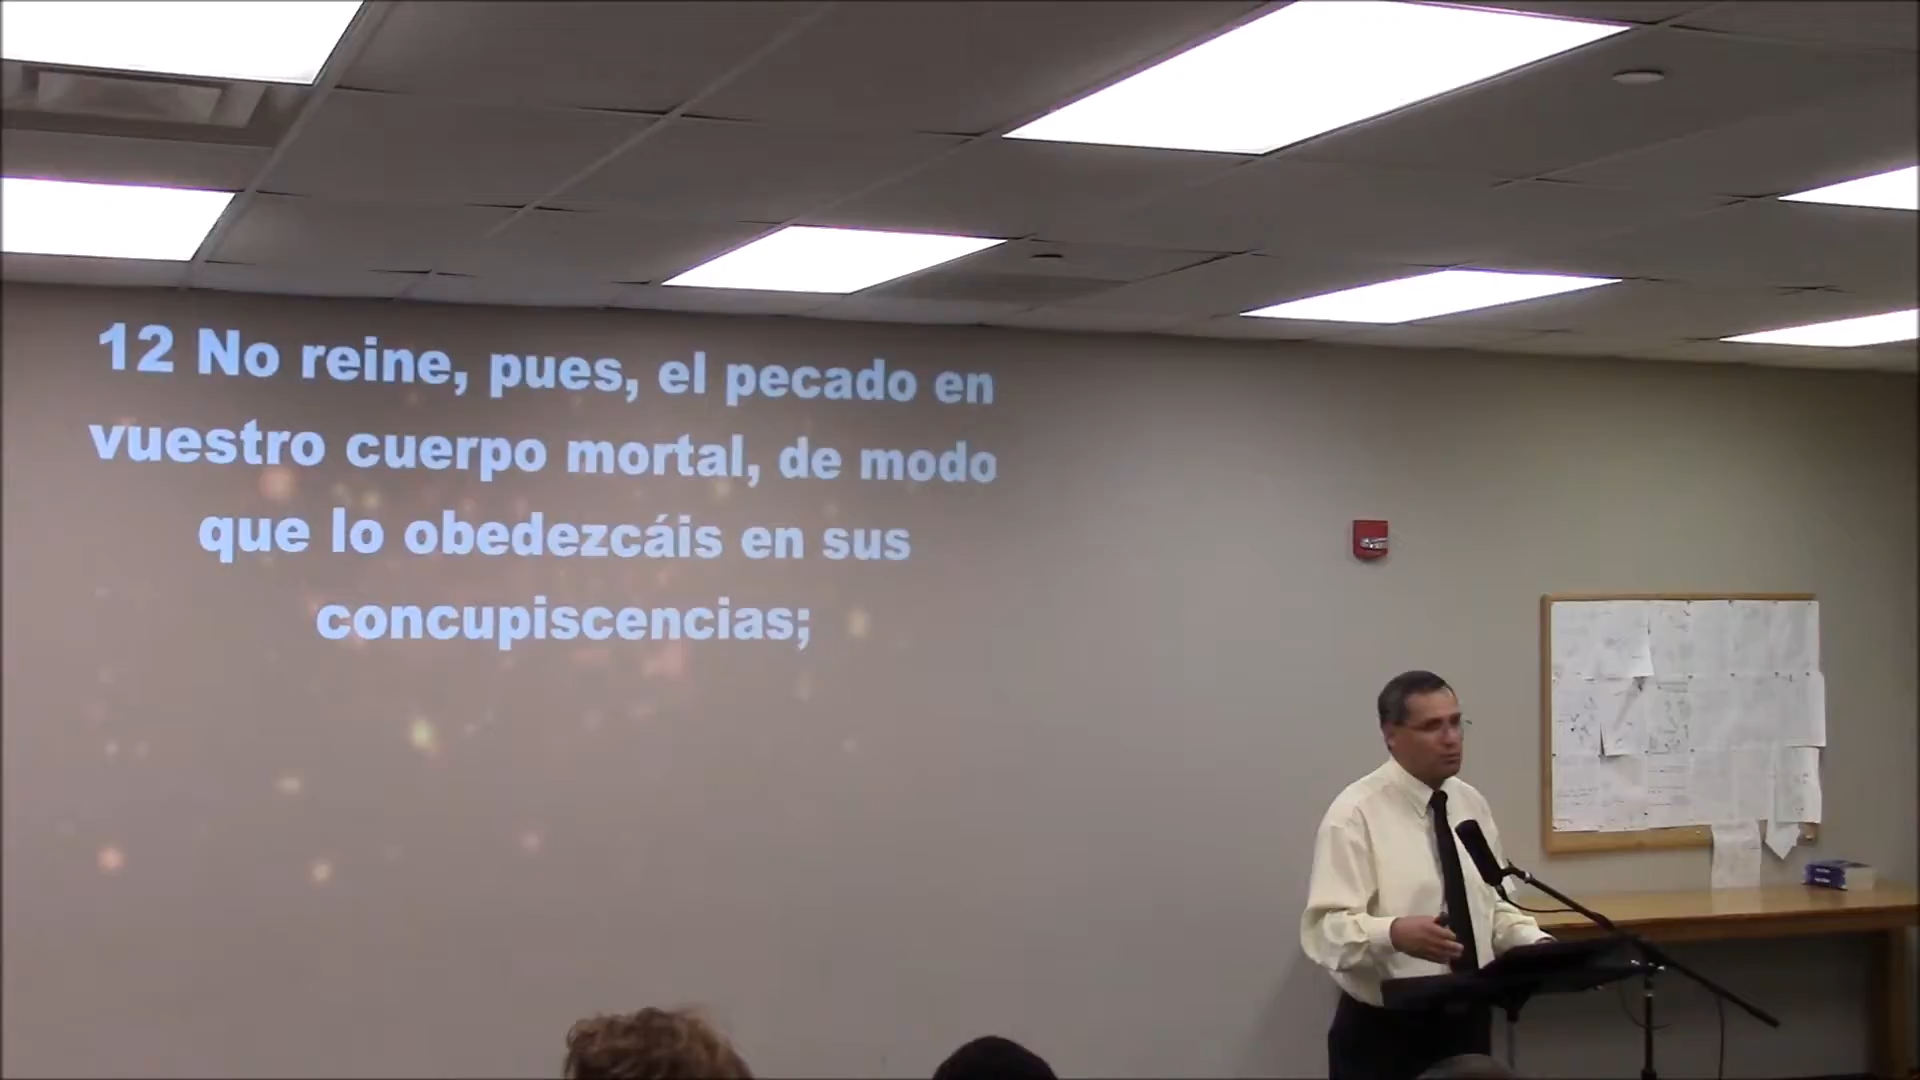 12 No reine, pues, el pecado en
vuestro cuerpo mortal, de modo
que lo obedezcáis en sus
concupiscencias;